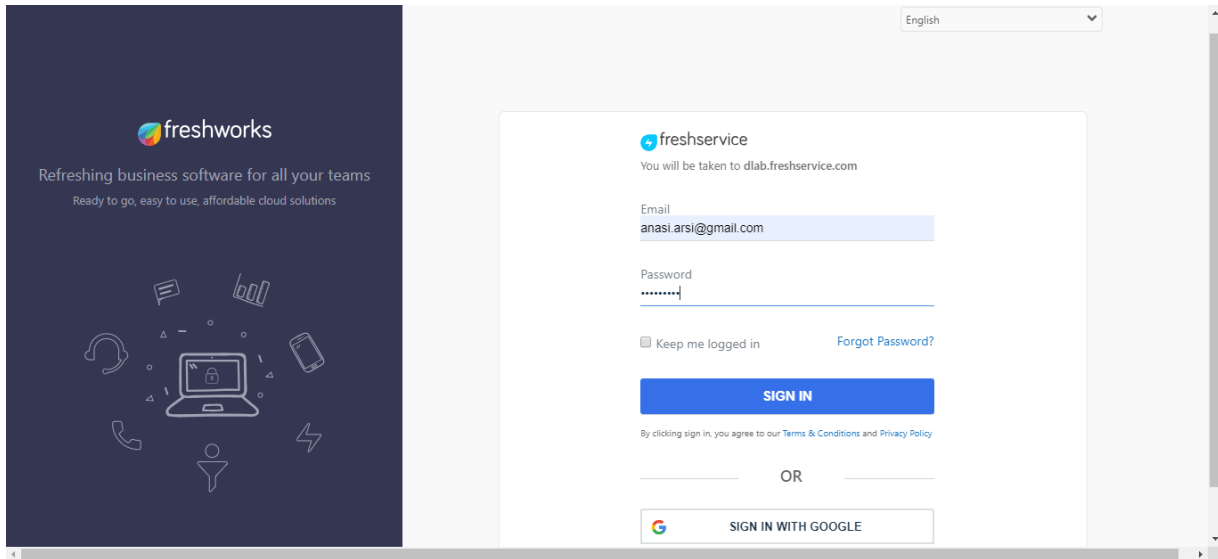 English
freshworks
Refreshing business software for all your teams
Ready to go, easy to use, affordable cloud solutions
freshservice
You will be taken to dlab.freshservice.com
Email
anasi.arsi@gmail.com
Password
•••••••••
Keep me logged in
Forgot Password?
SIGN IN
By clicking sign in, you agree to our Terms & Conditions and Privacy Policy
OR
SIGN IN WITH GOOGLE